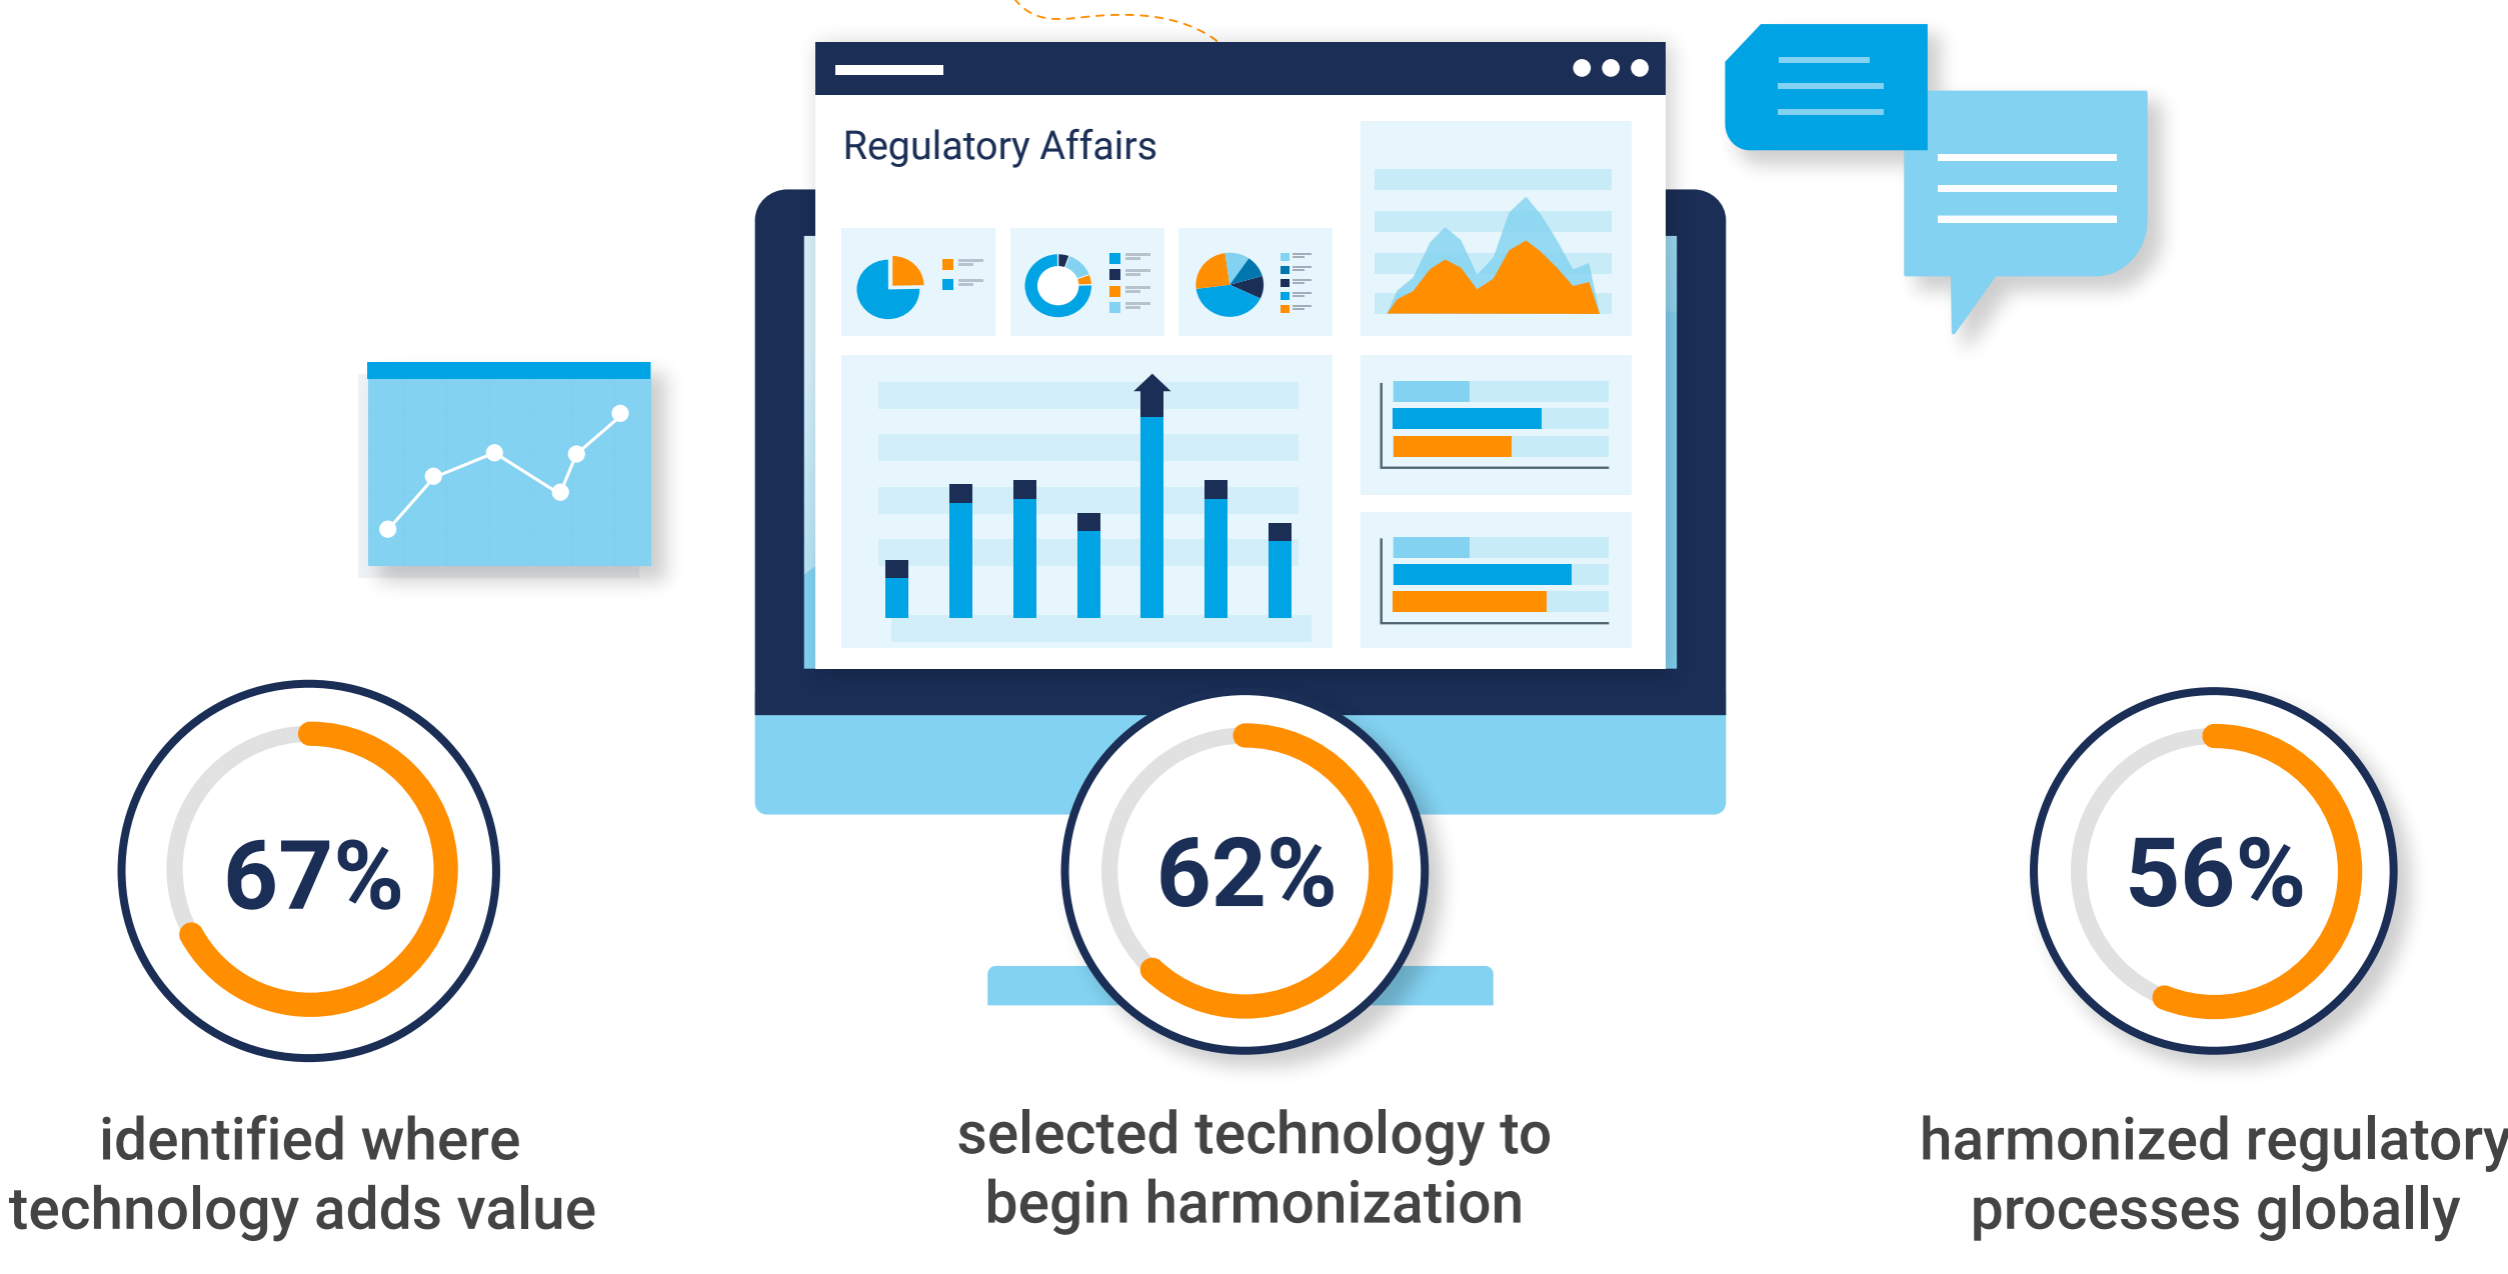 Regulatory Affairs
67%
identified where
technology adds value
62%
selected technology to
begin harmonization
56%
harmonized regulatory
processes globally